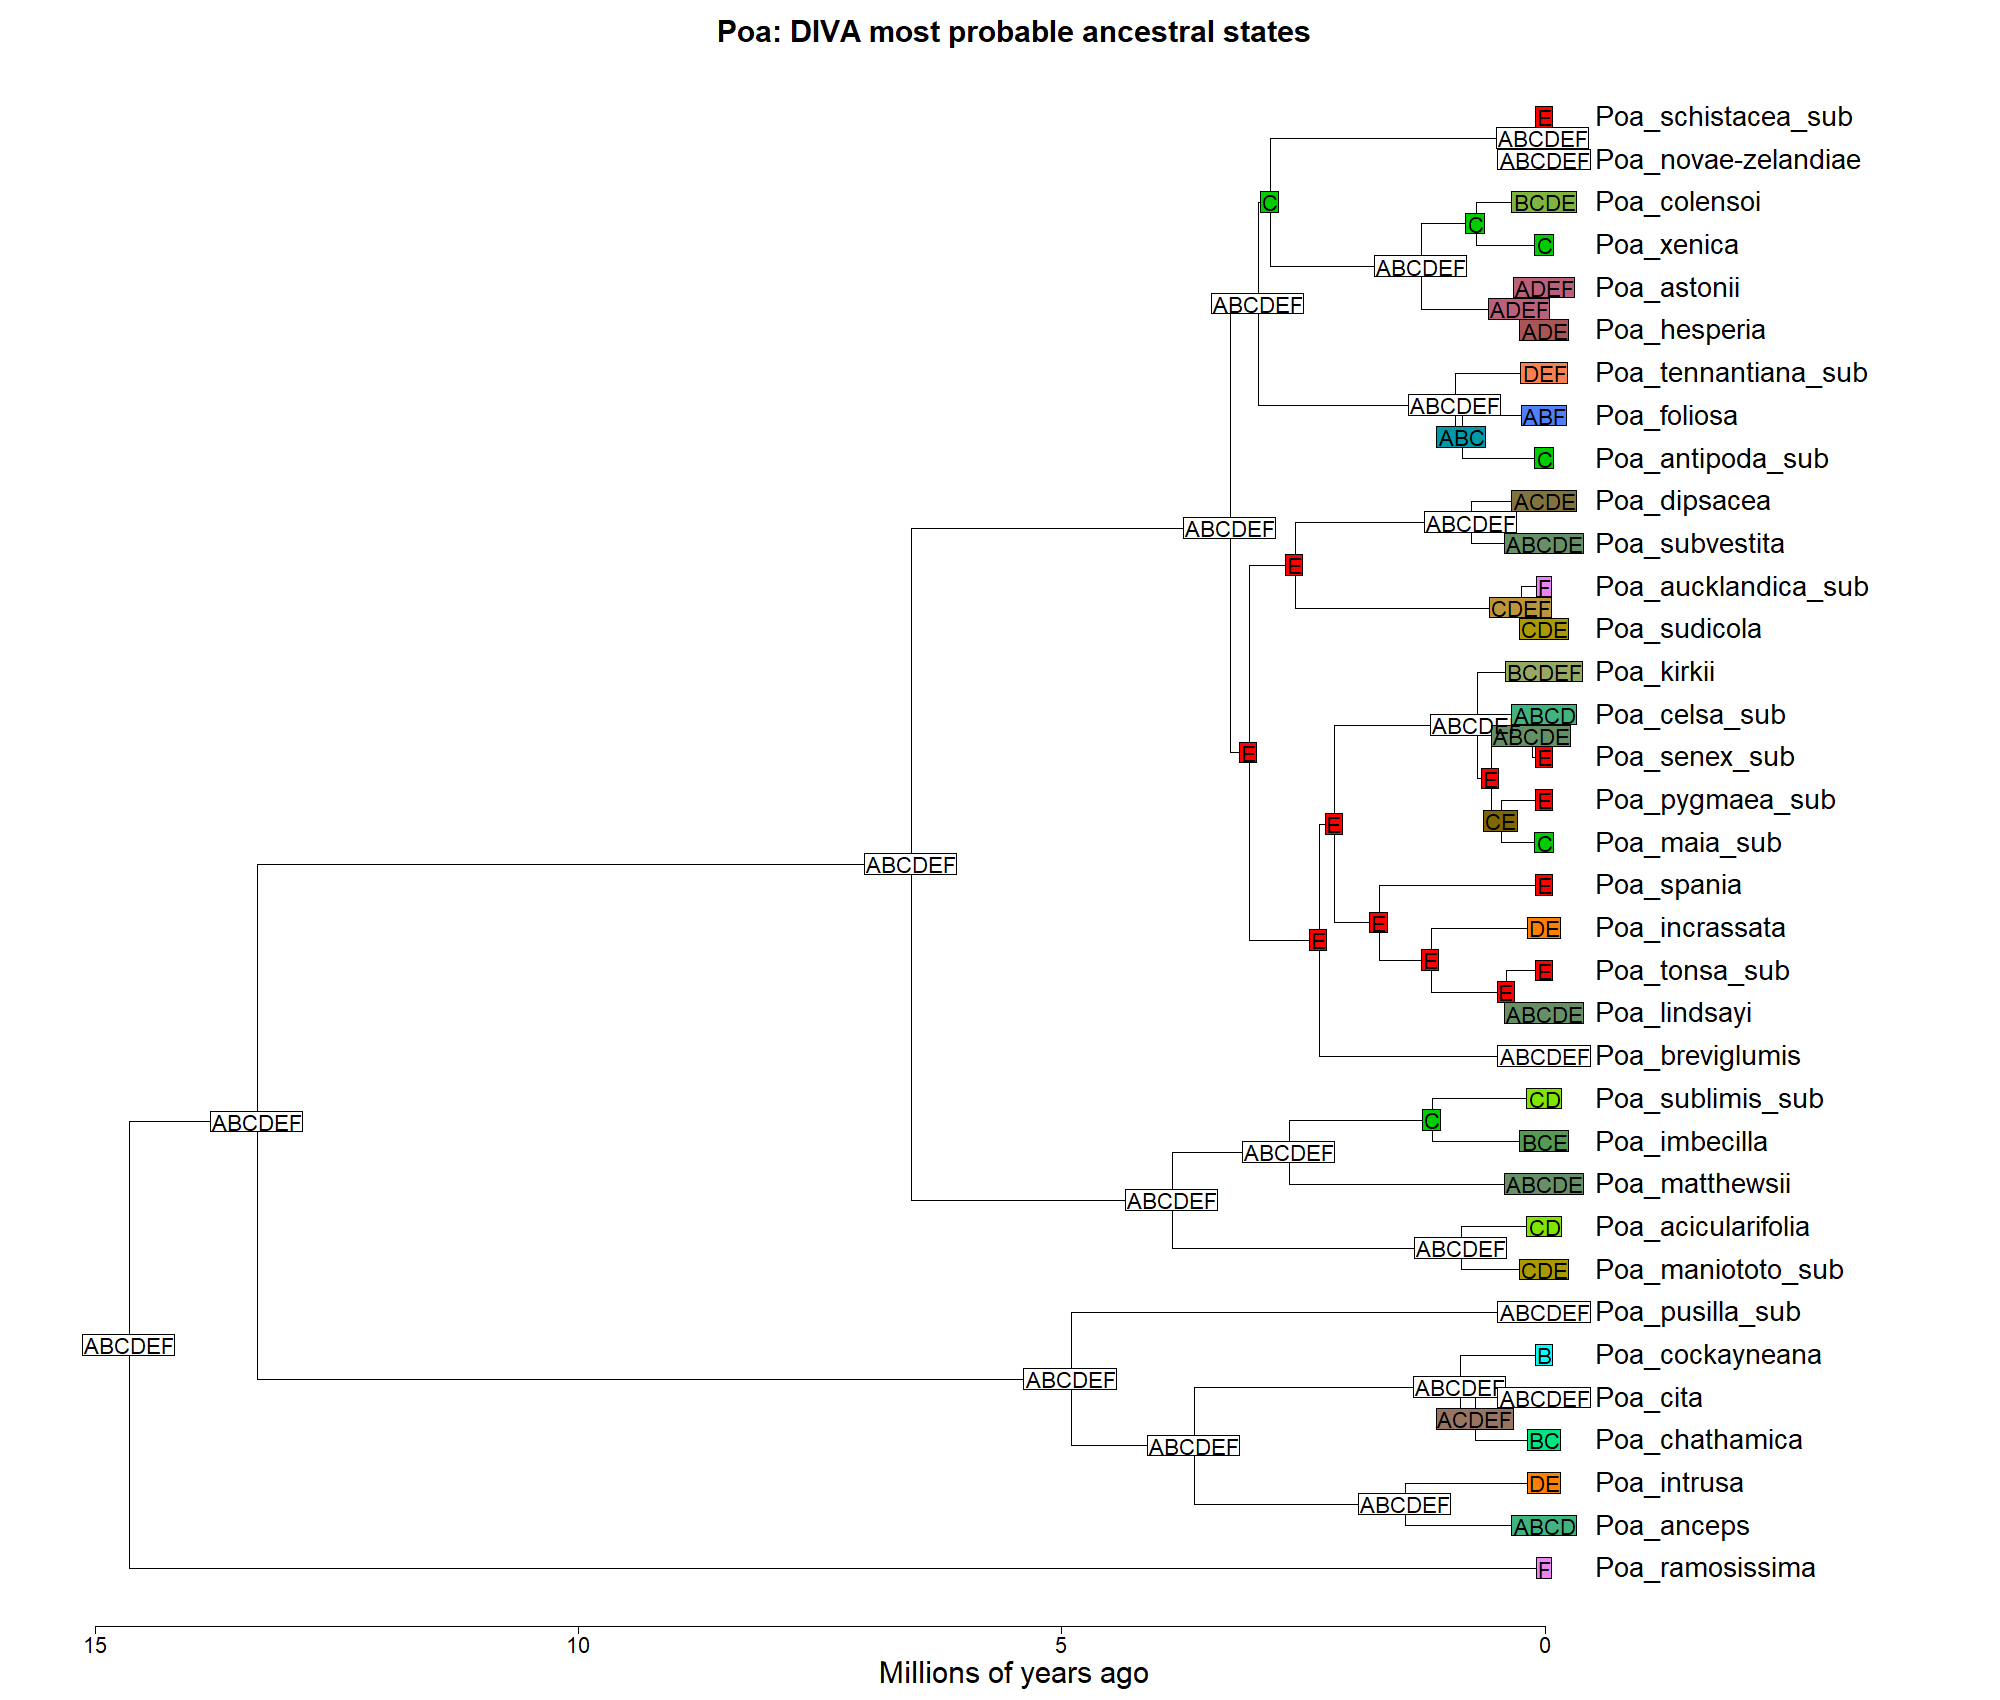 Poa: DIVA most probable ancestral states
E Poa_schistacea_sub
ABCDEF
ABCDEF Poa_novae-zelandiae
C BCDE Poa_colensoi
C
C Poa_xenica
ABCDEF
ADEF Poa_astonii
ABCDEF ADEF
ADE Poa_hesperia
DEF Poa_tennantiana_sub
ABCDEF
ABF Poa_foliosa
ABC
C Poa_antipoda_sub
ACDE Poa_dipsacea
ABCDEF ABCDEF
ABCDE Poa_subvestita
E
F Poa_aucklandica_sub
CDEF
CDE Poa_sudicola
BCDEF Poa_kirkii
ABCD Poa_celsa_sub
ABCDEF
ABCDE
E E Poa_senex_sub
E
E Poa_pygmaea_sub
E CE
C Poa_maia_sub
ABCDEF
E Poa_spania
E
DE Poa_incrassata
E
E
E Poa_tonsa_sub
E
ABCDE Poa_lindsayi
ABCDEF Poa_breviglumis
CD Poa_sublimis_sub
ABCDEF C
BCE Poa_imbecilla
ABCDEF
ABCDE Poa_matthewsii
ABCDEF
CD Poa_acicularifolia
ABCDEF
CDE Poa_maniototo_sub
ABCDEF Poa_pusilla_sub
ABCDEF
B Poa_cockayneana
ABCDEF
ABCDEF
ABCDEF Poa_cita
ACDEF
ABCDEF BC Poa_chathamica
DE Poa_intrusa
ABCDEF
ABCD Poa_anceps
F Poa_ramosissima
15 10 5 0
Millions of years ago